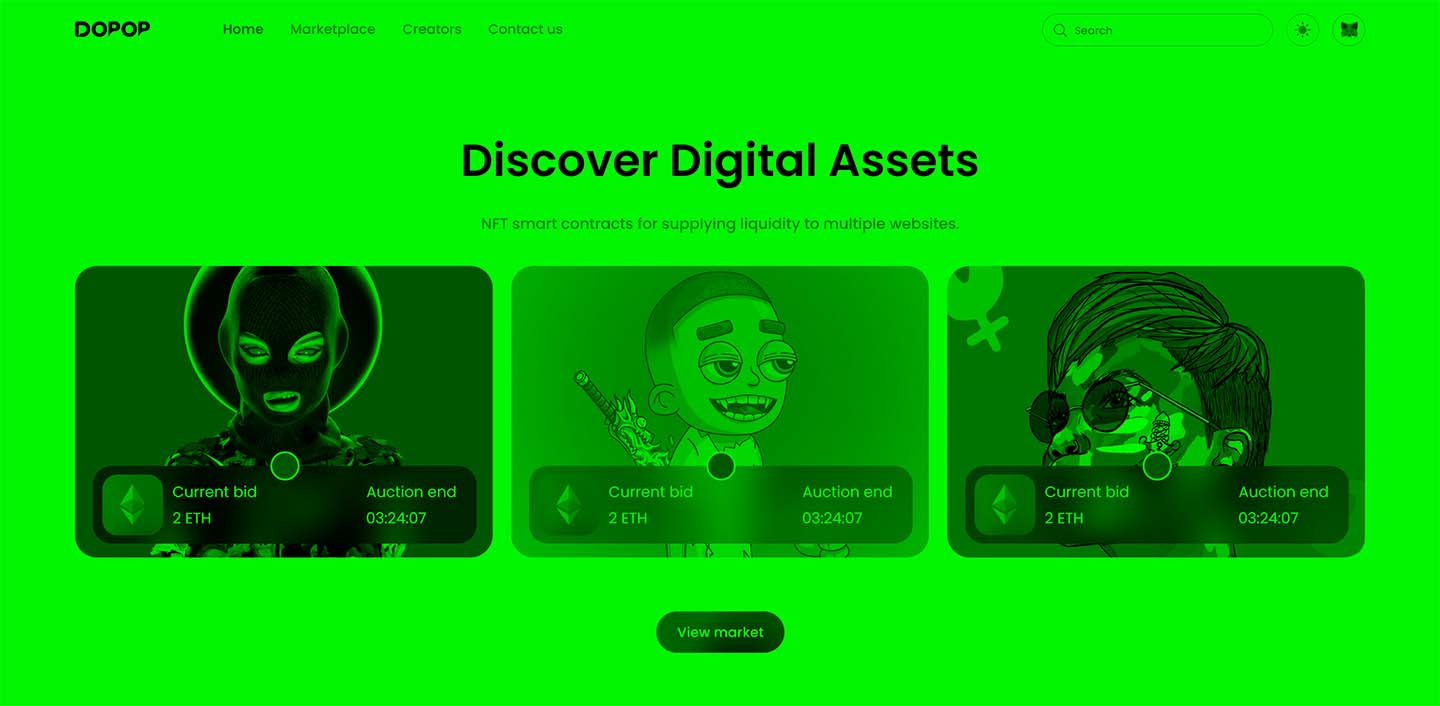 DOPOP
Home Marketplace Creators Contact us
Search
Discover Digital Assets
NFT smart contracts for supplying liquidity to multiple websites.
Current bid Auction end
2 ETH 03:24:07
Current bid Auction end
2 ETH 03:24:07
Current bid Auction end
2 ETH 03:24:07
View market